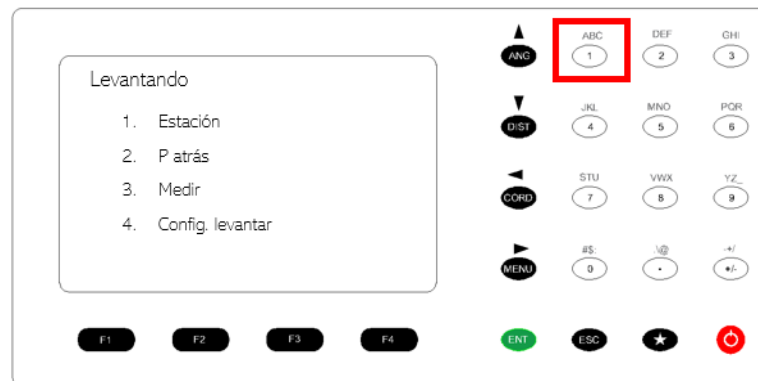 Levantando
1. Estación
2. P atrás
3. Medir
4. Config. levantar
F1 F2 F3 F4
ANG ABC 1 DEF 2 GHI 3
DIST JKL 4 MNO 5 PQR 6
CORD STU 7 VWX 8 YZ_ 9
MENU #$: 0 .\@ . -+/ +/-
ENT ESC